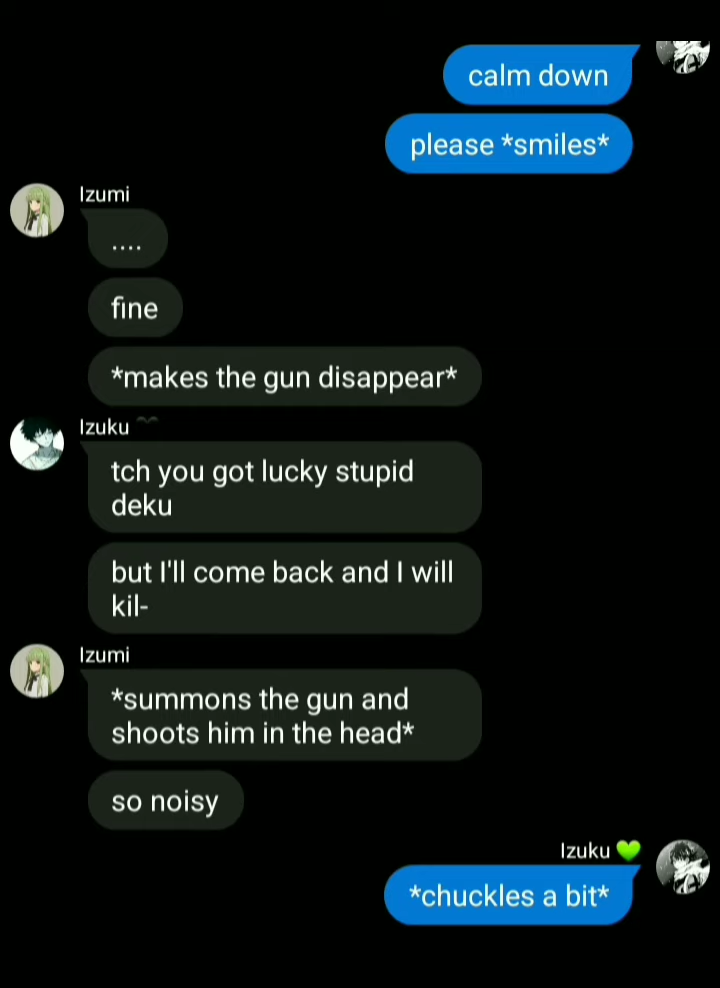 calm down
please *smiles*
Izumi
....
fine
*makes the gun disappear*
Izuku
tch you got lucky stupid
deku
but I'll come back and I will
kil-
Izumi
*summons the gun and
shoots him in the head*
so noisy
Izuku 💚
*chuckles a bit*